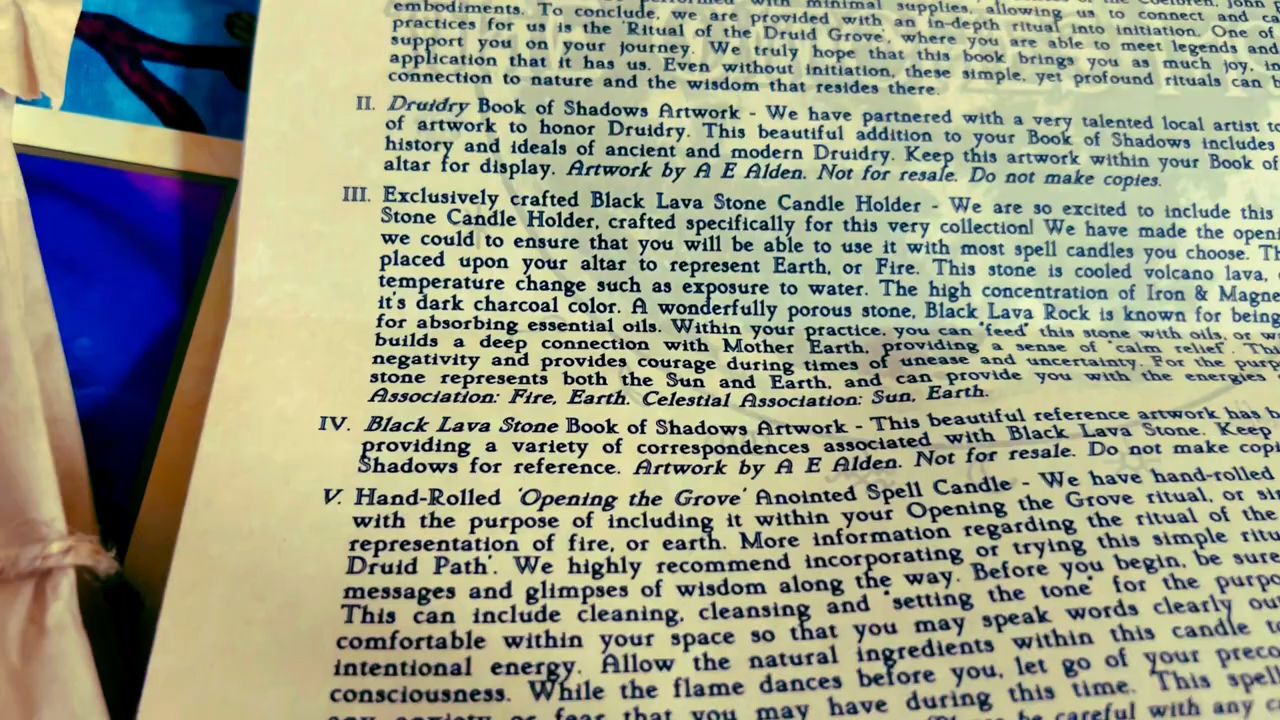 with minimal supplies, allowing us to connect and
embodiments. To conclude, we are provided with an in-depth ritual into initiation. One of
practices for us is the 'Ritual of the Druid Grove', where you are able to meet legends and
support you on your journey. We truly hope that this book brings you as much joy,
application that it has us. Even without initiation, these simple, yet profound rituals can
connection to nature and the wisdom that resides there.
II. Druidry Book of Shadows Artwork - We have partnered with a very talented local artist
of artwork to honor Druidry. This beautiful addition to your Book of Shadows includes
history and ideals of ancient and modern Druidry. Keep this artwork within your Book of
altar for display. Artwork by A E Alden. Not for resale. Do not make copies.
III. Exclusively crafted Black Lava Stone Candle Holder - We are so excited to include this
Stone Candle Holder, crafted specifically for this very collection! We have made the
we could to ensure that you will be able to use it with most spell candles you choose.
placed upon your altar to represent Earth, or Fire. This stone is cooled volcano lava,
temperature change such as exposure to water. The high concentration of Iron &
it's dark charcoal color. A wonderfully porous stone, Black Lava Rock is known for being
for absorbing essential oils. Within your practice, you can 'feed' this stone with oils, or
builds a deep connection with Mother Earth, providing a sense of 'calm relief'.
negativity and provides courage during times of unease and uncertainty. For the
stone represents both the Sun and Earth, and can provide you with the energies
Association: Fire, Earth. Celestial Association: Sun, Earth.
IV. Black Lava Stone Book of Shadows Artwork - This beautiful reference artwork has
providing a variety of correspondences associated with Black Lava Stone. Keep
Shadows for reference. Artwork by A E Alden. Not for resale. Do not make
V. Hand-Rolled 'Opening the Grove' Anointed Spell Candle - We have hand-rolled
with the purpose of including it within your Opening the Grove ritual, or
representation of fire, or earth. More information regarding the ritual of the
Druid Path'. We highly recommend incorporating or trying this simple
messages and glimpses of wisdom along the way. Before you begin, be sure
This can include cleaning, cleansing and 'setting the tone' for the
comfortable within your space so that you may speak words clearly
intentional energy. Allow the natural ingredients within this candle
consciousness. While the flame dances before you, let go of your
fear that you may have during this time. This
be careful with any